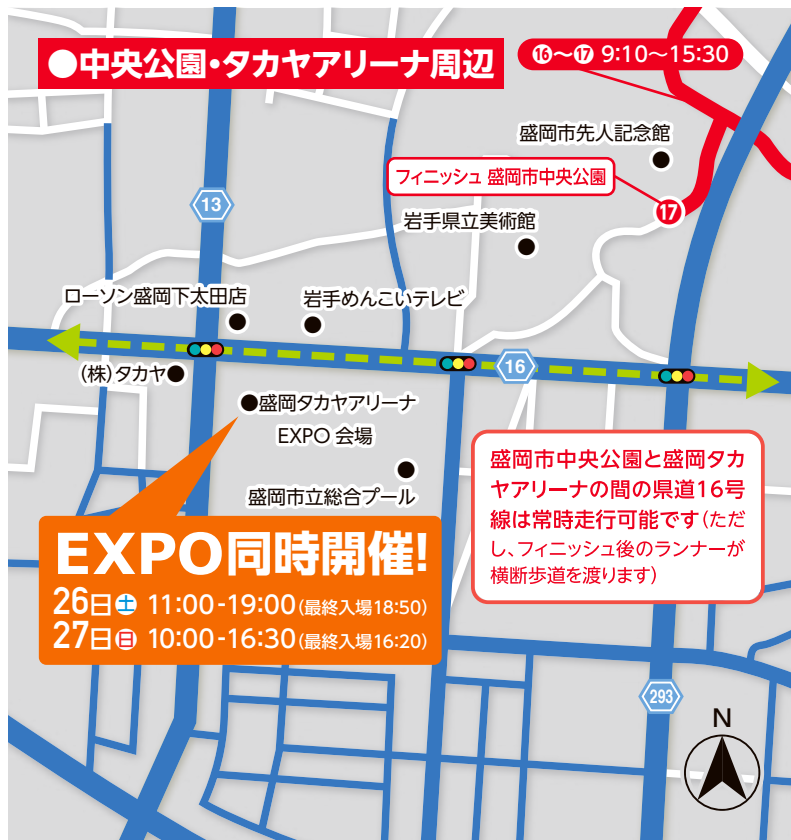 ●中央公園・タカヤアリーナ周辺
⑯〜⑰ 9:10〜15:30
盛岡市先人記念館
フィニッシュ 盛岡市中央公園
⑰
13
岩手県立美術館
ローソン盛岡下太田店
岩手めんこいテレビ
16
(株)タカヤ
盛岡タカヤアリーナ
EXPO 会場
盛岡市立総合プール
盛岡市中央公園と盛岡タカ
ヤアリーナの間の県道16号
線は常時走行可能です(ただ
し、フィニッシュ後のランナーが
横断歩道を渡ります)
EXPO同時開催!
26日土 11:00-19:00(最終入場18:50)
27日日 10:00-16:30(最終入場16:20)
293
N